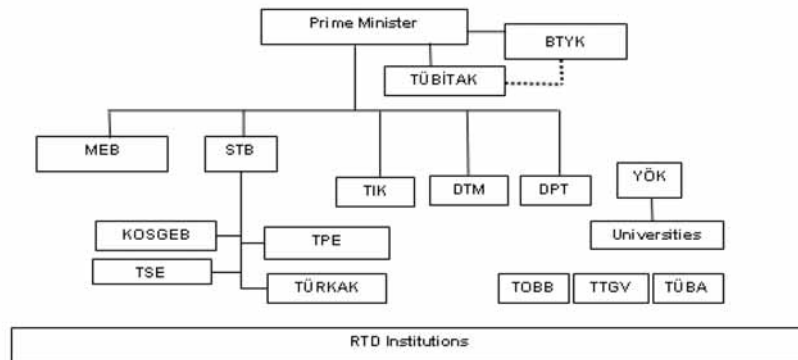 Prime Minister
BTYK
TÜBİTAK
MEB
STB
TIK
DTM
DPT
YÖK
Universities
KOSGEB
TPE
TSE
TÜRKAK
TOBB
TTGV
TÜBA
RTD Institutions